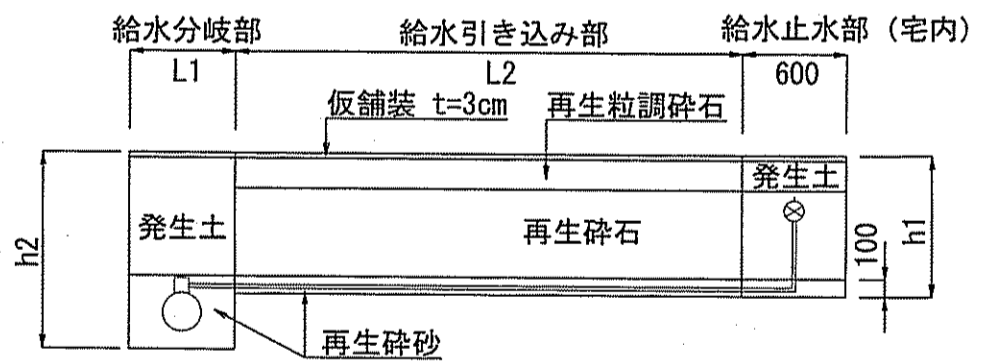 給水分岐部
給水引き込み部
給水止水部（宅内）
L1
L2
600
仮舗装 t=3cm
再生粒調砕石
発生土
発生土
再生砕石
h2
100
h1
再生砕砂